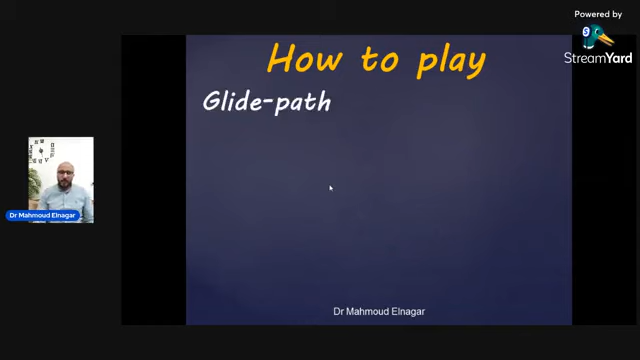 Powered by
StreamYard
How to play
Glide-path
Dr Mahmoud Elnagar
Dr Mahmoud Elnagar